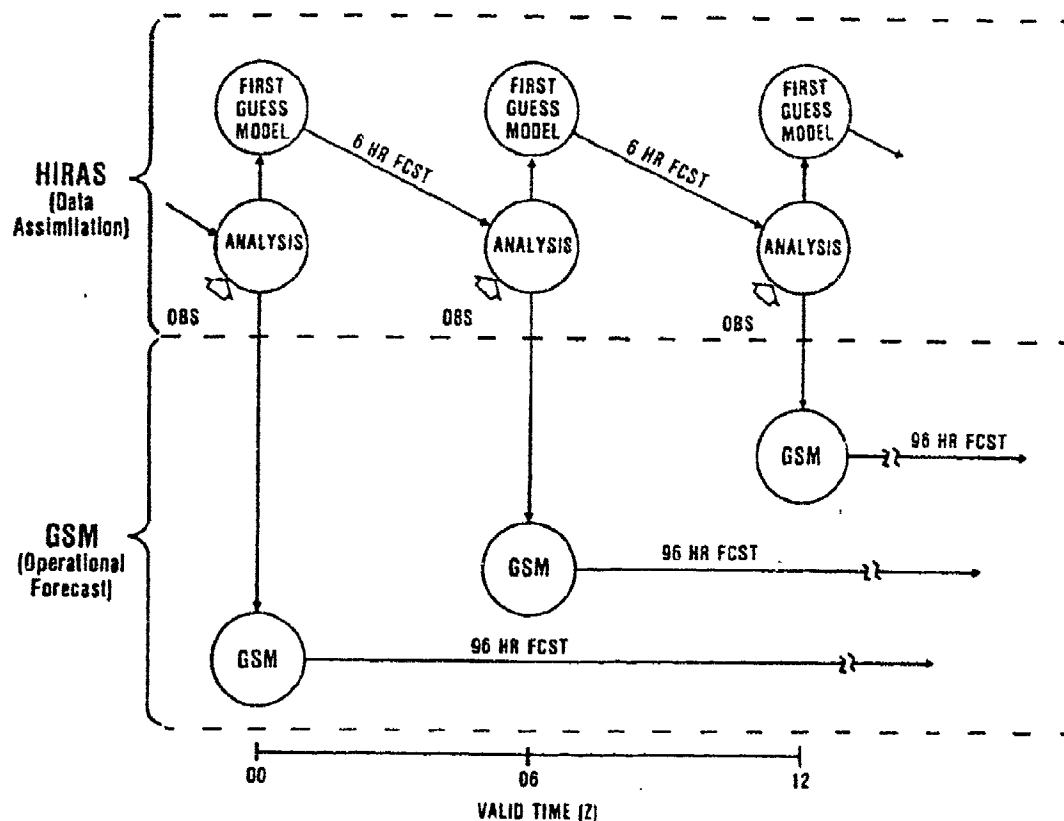 FIRST
GUESS
MODEL
FIRST
GUESS
MODEL
FIRST
GUESS
MODEL
6 HR FCST
6 HR FCST
HIRAS
(Data
Assimilation)
ANALYSIS
ANALYSIS
ANALYSIS
OBS
OBS
OBS
GSM
96 HR FCST
GSM
(Operational
Forecast)
GSM
96 HR FCST
GSM
96 HR FCST
00
06
12
VALID TIME (Z)